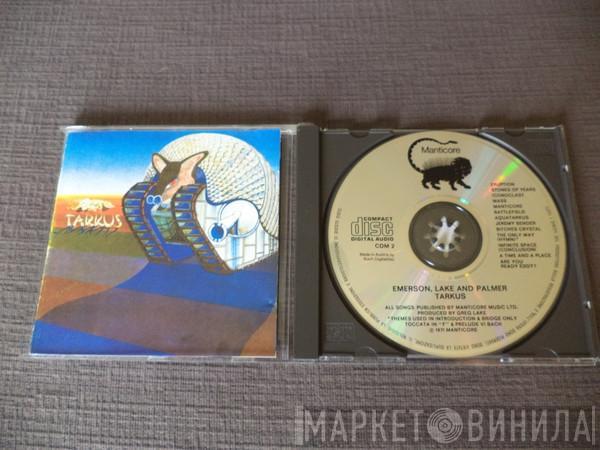 TARKUS
Manticore
ERUPTION
STONES OF YEARS
ICONOCLAST
MASS
MANTICORE
BATTLEFIELD
AQUATARKUS
JEREMY BENDER
BITCHES CRYSTAL
THE ONLY WAY
(HYMN)*
INFINITE SPACE
(CONCLUSION)
A TIME AND A PLACE
ARE YOU
READY EDDY?
COMPACT
disc
DIGITAL AUDIO
CDM 2
Made in Austria by
EMERSON, LAKE AND PALMER
TARKUS
ALL SONGS PUBLISHED BY MANTICORE MUSIC LTD.
PRODUCED BY GREG LAKE
*THEMES USED IN INTRODUCTION & BRIDGE ONLY
TOCCATA IN "F" & PRELUDE VI BACH
℗ 1971 MANTICORE
МАРКЕТ ВИНИЛА